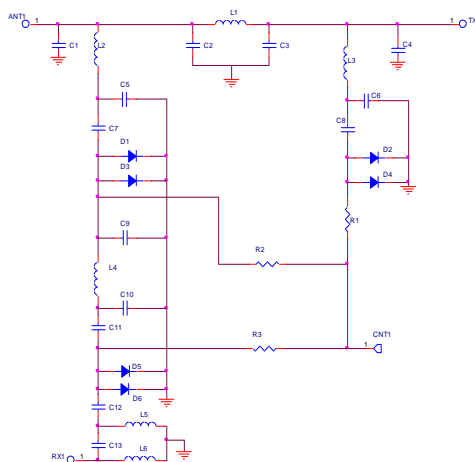 ANT1 1 L1 1 TX
C1 L2 C2 C3 C4
L3
C5 C6
C7 C8
D1 D2
D3 D4
R1
C9
R2
L4
C10
C11 R3 CNT1
1
D5
D6
C12 L5
C13 L6
RX1 1